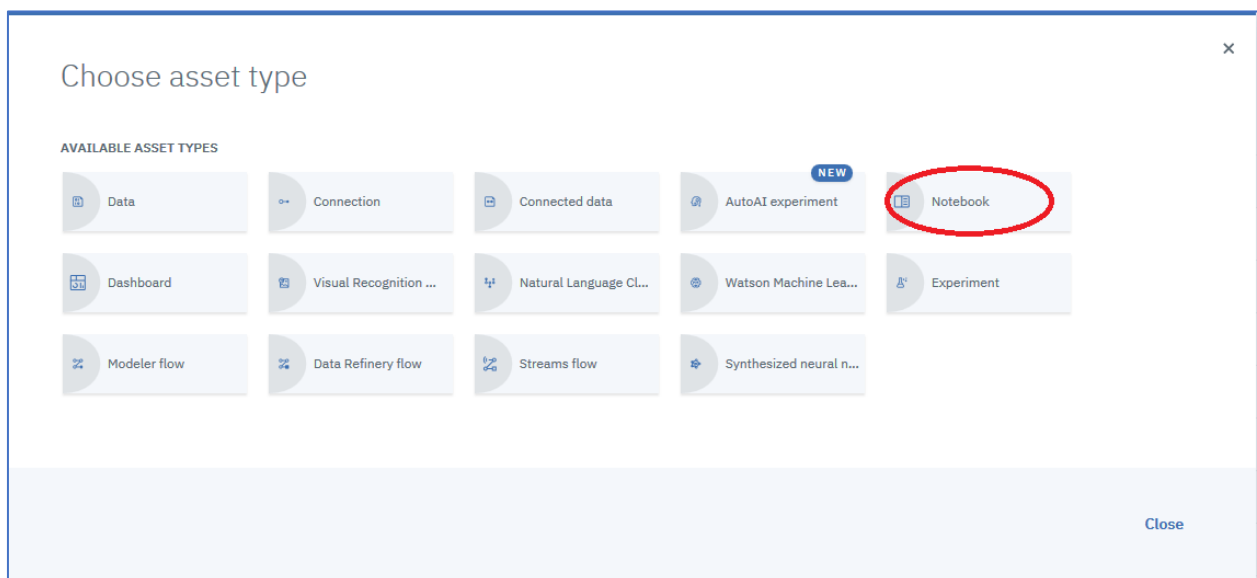 ×
Choose asset type
AVAILABLE ASSET TYPES
NEW
Data
Connection
Connected data
AutoAI experiment
Notebook
Dashboard
Visual Recognition ...
Natural Language Cl...
Watson Machine Lea...
Experiment
Modeler flow
Data Refinery flow
Streams flow
Synthesized neural n...
Close